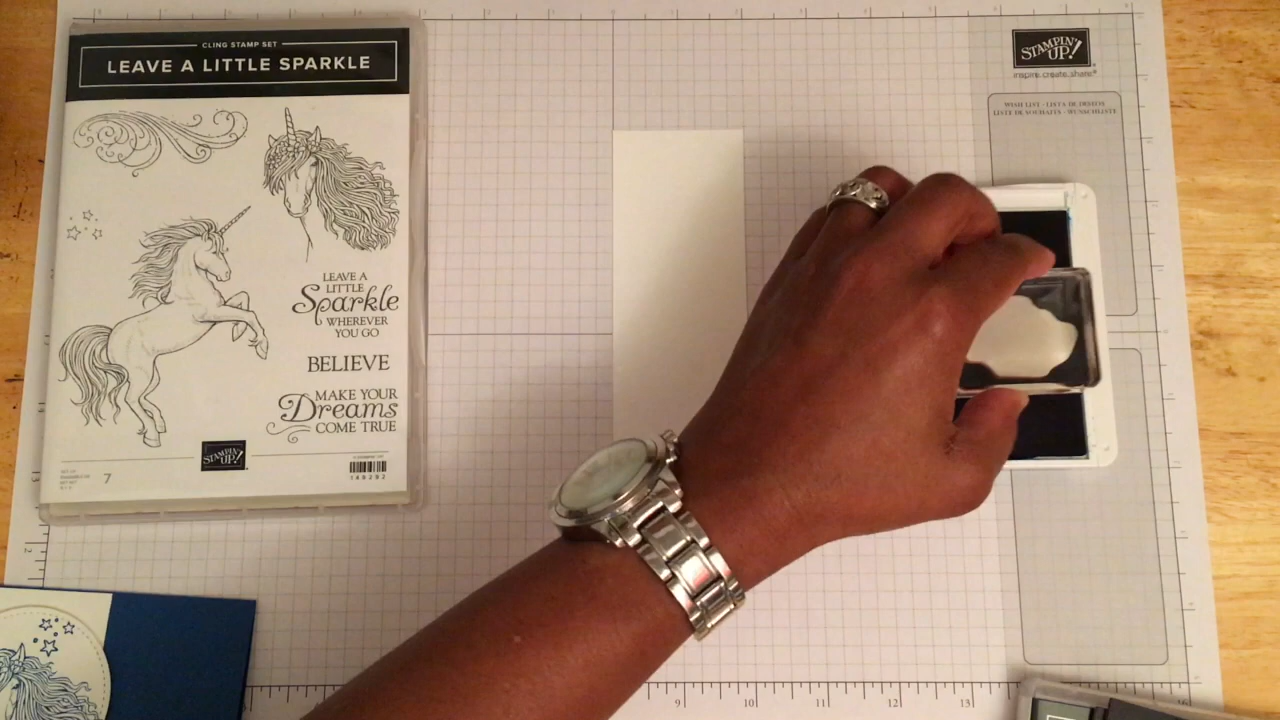 CLING STAMP SET
LEAVE A LITTLE SPARKLE
LEAVE A
LITTLE
Sparkle
WHEREVER
YOU GO
BELIEVE
MAKE YOUR
Dreams
COME TRUE
STAMPIN' UP!
7
149292
STAMPIN' UP!
inspire.create.share®
WISH LIST • LISTA DE DESEOS
LISTE DE SOUHAITS • WUNSCHLISTE
2
9
10
11
12
13
16